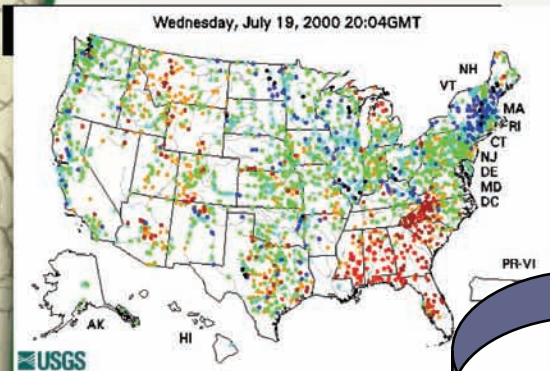 Wednesday, July 19, 2000 20:04GMT
NH
VT
MA
RI
CT
NJ
DE
MD
DC
PR-VI
AK
HI
USGS